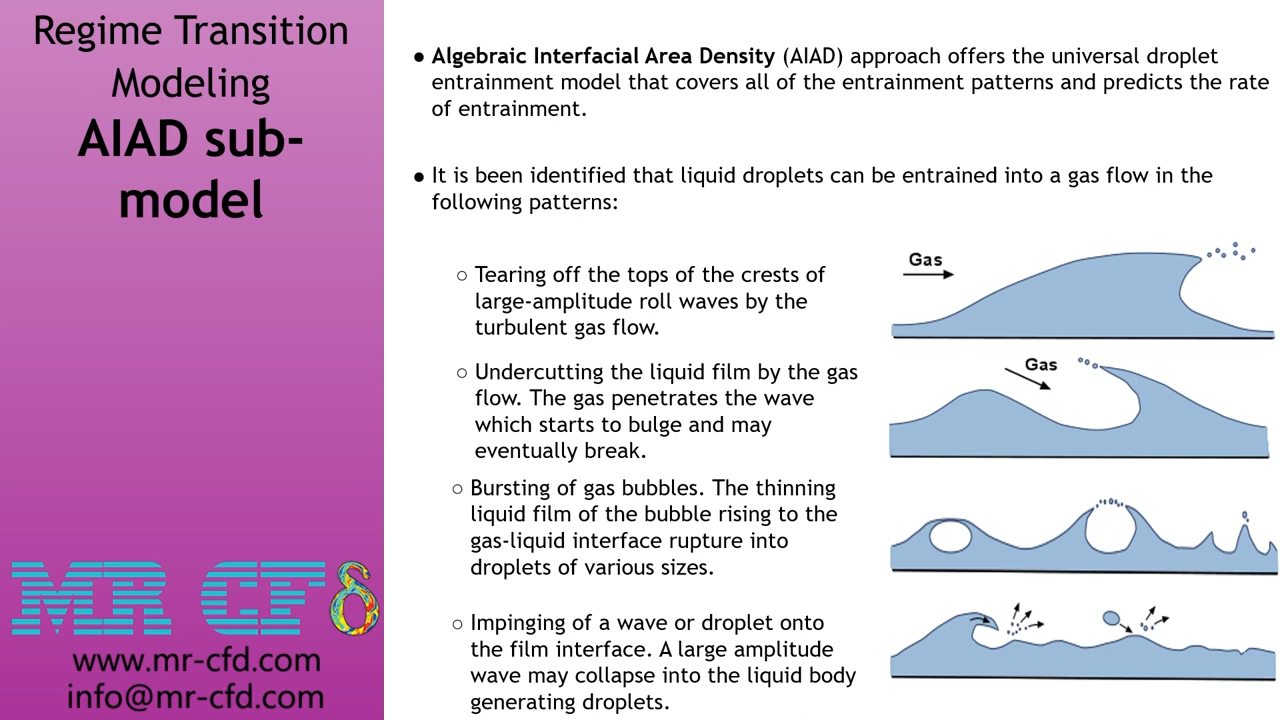 Regime Transition
Modeling
AIAD sub-
model
● Algebraic Interfacial Area Density (AIAD) approach offers the universal droplet
entrainment model that covers all of the entrainment patterns and predicts the rate
of entrainment.
● It is been identified that liquid droplets can be entrained into a gas flow in the
following patterns:
○ Tearing off the tops of the crests of
large-amplitude roll waves by the
turbulent gas flow.
Gas
○ Undercutting the liquid film by the gas
flow. The gas penetrates the wave
which starts to bulge and may
eventually break.
Gas
○ Bursting of gas bubbles. The thinning
liquid film of the bubble rising to the
gas-liquid interface rupture into
droplets of various sizes.
○ Impinging of a wave or droplet onto
the film interface. A large amplitude
wave may collapse into the liquid body
generating droplets.
MR CFδ
www.mr-cfd.com
info@mr-cfd.com